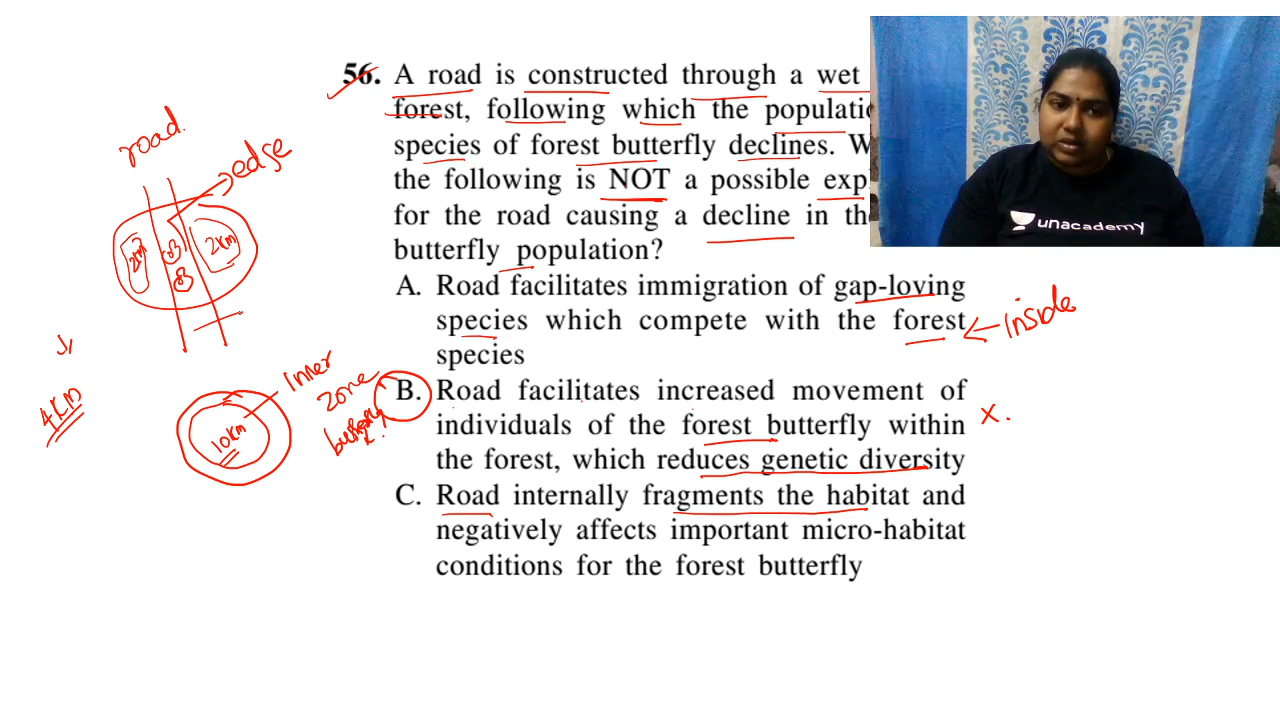 56. A road is constructed through a wet
forest, following which the populatio
species of forest butterfly declines. W
the following is NOT a possible exp
for the road causing a decline in th
butterfly population?
A. Road facilitates immigration of gap-loving
species which compete with the forest
species
B. Road facilitates increased movement of
individuals of the forest butterfly within
the forest, which reduces genetic diversity
C. Road internally fragments the habitat and
negatively affects important micro-habitat
conditions for the forest butterfly
road.
edge
2km
2km
4KM
10km
inner
zone
inside
x.
unacademy